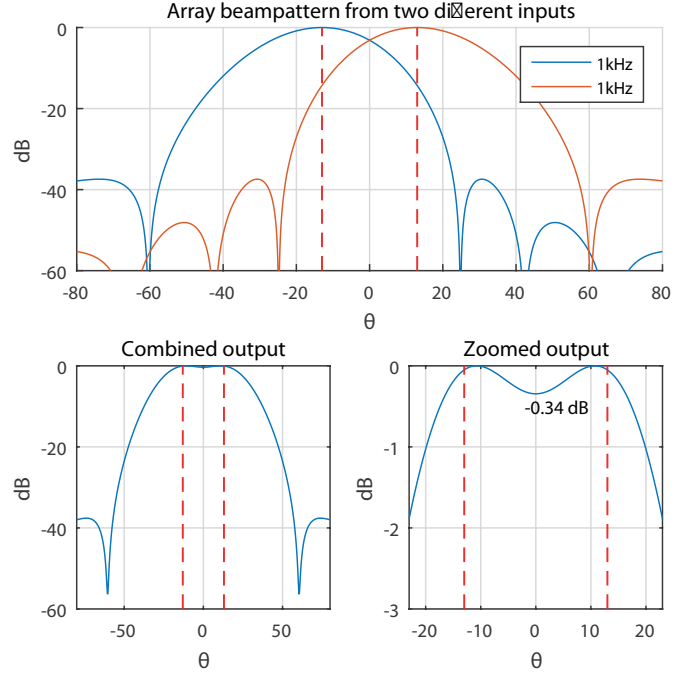 Array beampattern from two di□erent inputs
0
-20
-40
-60
dB
1kHz
1kHz
-80 -60 -40 -20 0 20 40 60 80
θ
Combined output
0
-20
-40
-60
dB
-50 0 50
θ
Zoomed output
0
-1
-2
-3
dB
-0.34 dB
-20 -10 0 10 20
θ